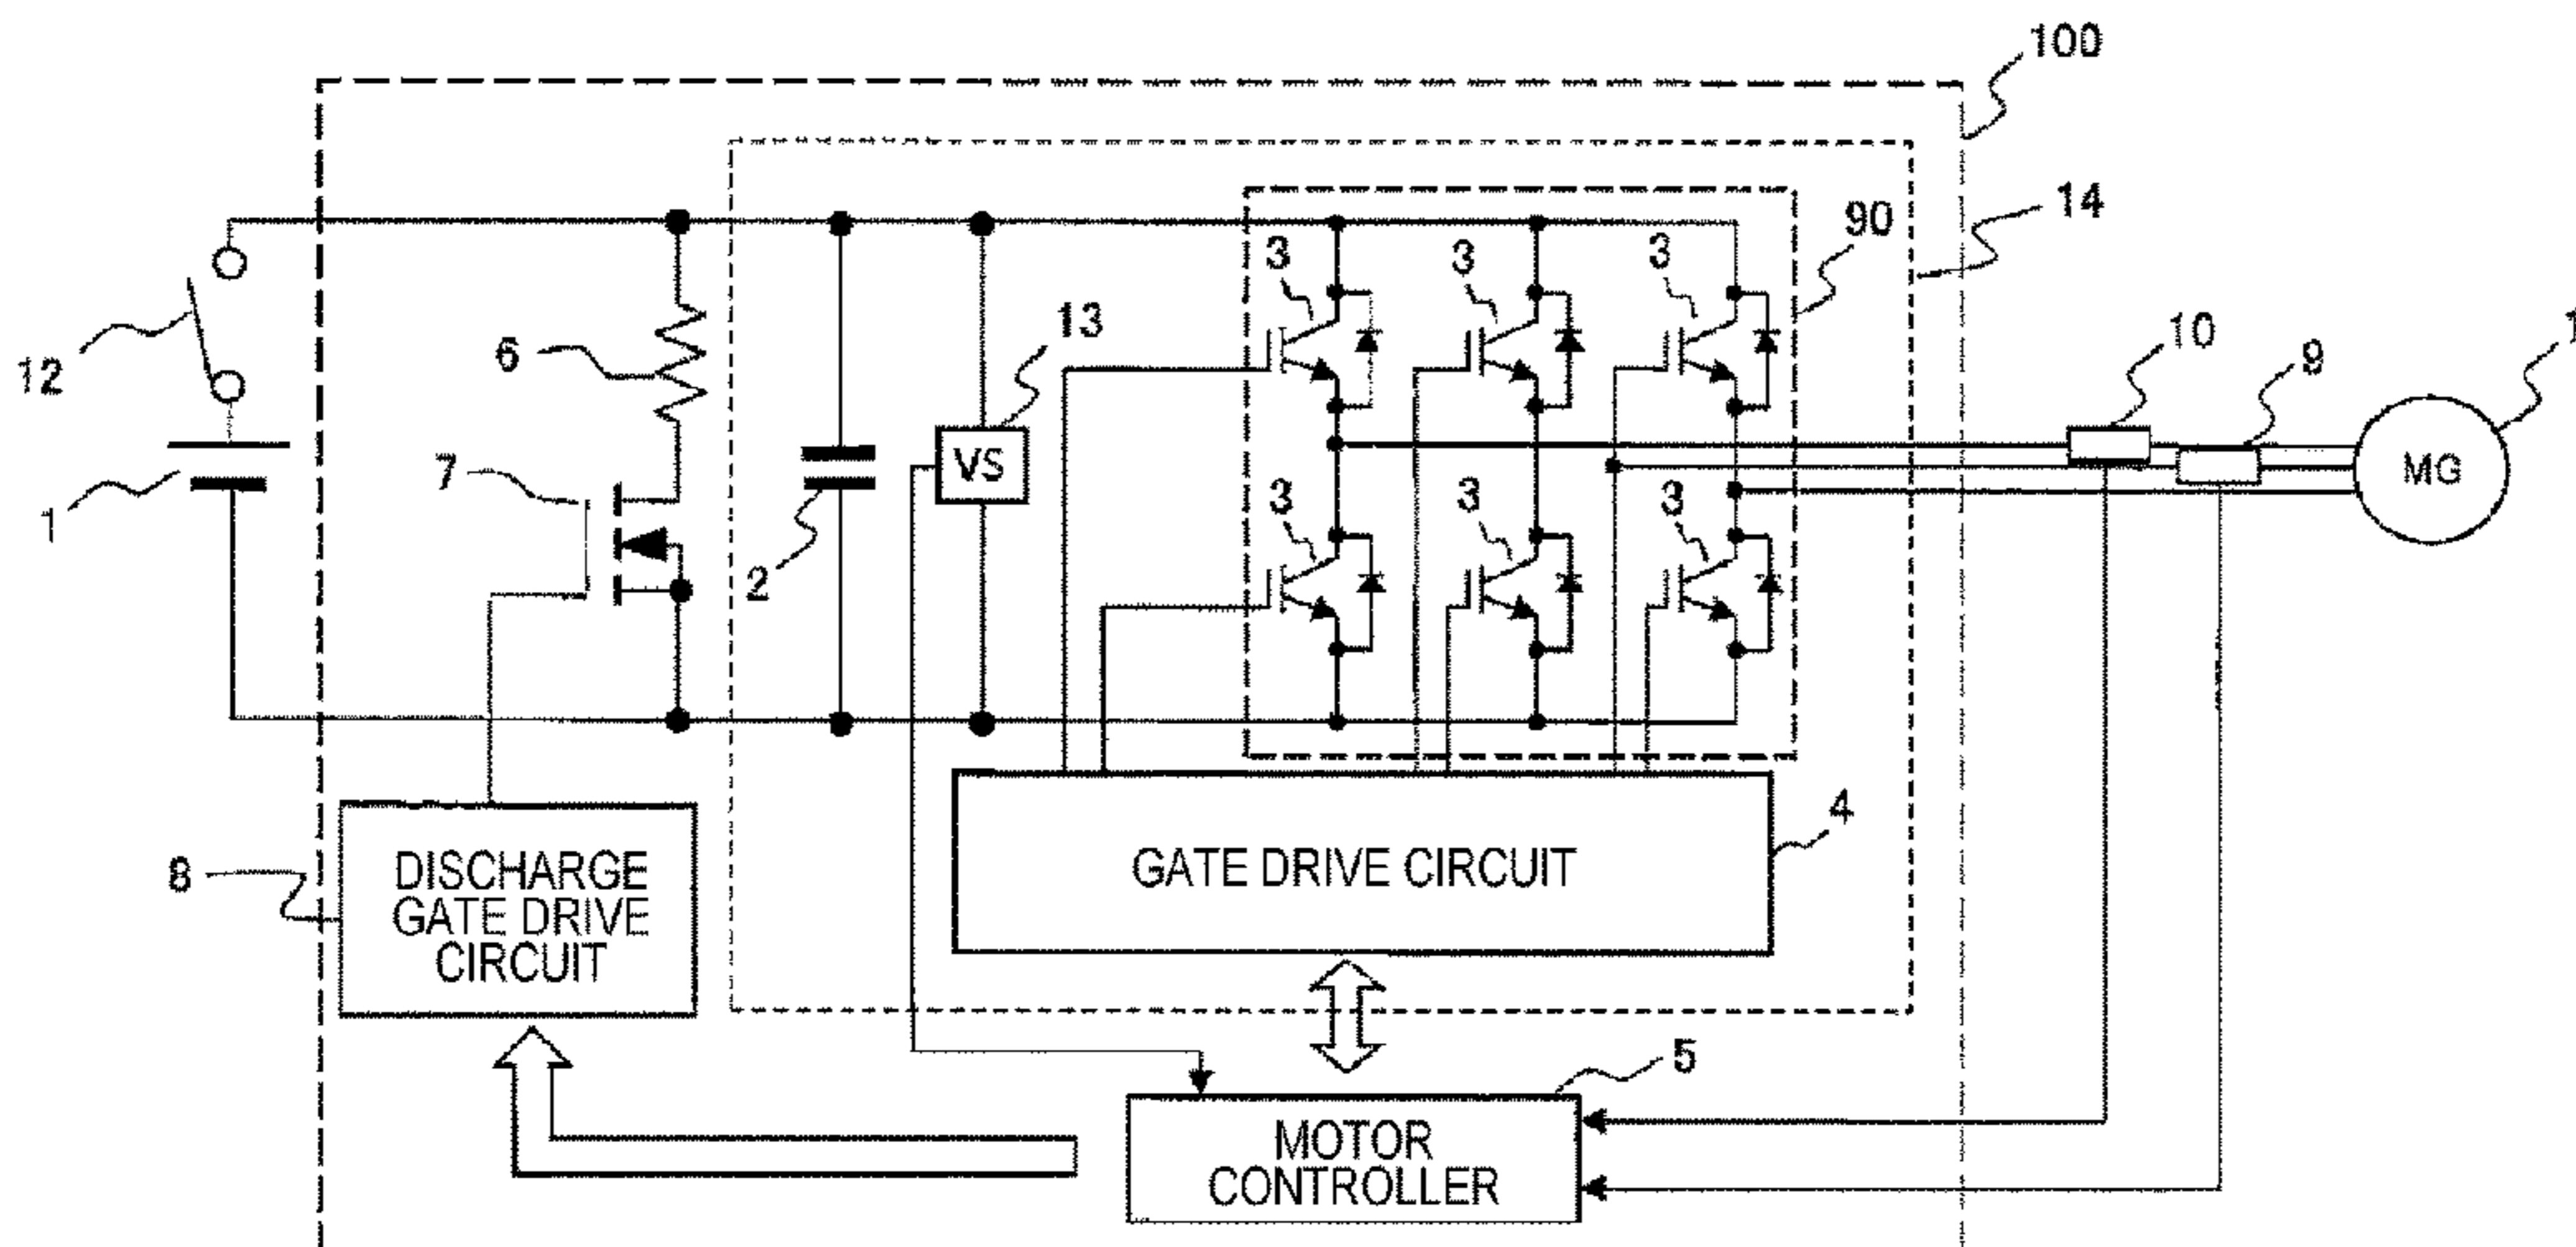 100
14
90
3
3
3
12
6
13
10
9
1
VS
MG
7
1
2
3
3
3
4
GATE DRIVE CIRCUIT
8
DISCHARGE
GATE DRIVE
CIRCUIT
5
MOTOR
CONTROLLER